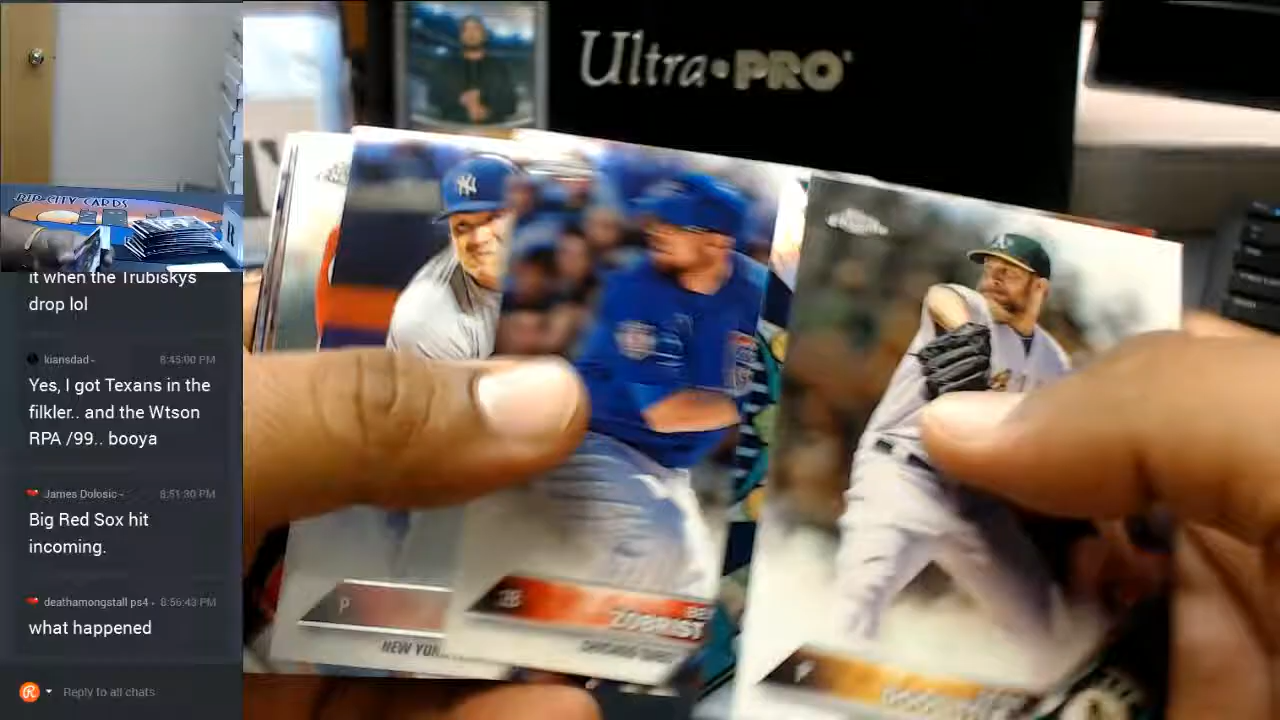 Ultra PRO
RIP CITY CARDS
it when the Trubiskys
drop lol
kiansdad - 8:45:00 PM
Yes, I got Texans in the
filkler.. and the Wtson
RPA /99.. booya
James Dolosic - 8:51:30 PM
Big Red Sox hit
incoming.
deathamongstall ps4 - 8:56:43 PM
what happened
Reply to all chats
P
NEW YOR
2B
ZOBRIST
P